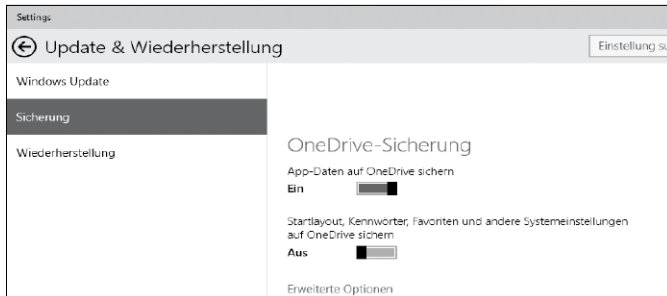 Settings
Update & Wiederherstellung
Einstellung su
Windows Update
Sicherung
Wiederherstellung
OneDrive-Sicherung
App-Daten auf OneDrive sichern
Ein
Startlayout, Kennwörter, Favoriten und andere Systemeinstellungen
auf OneDrive sichern
Aus
Erweiterte Optionen